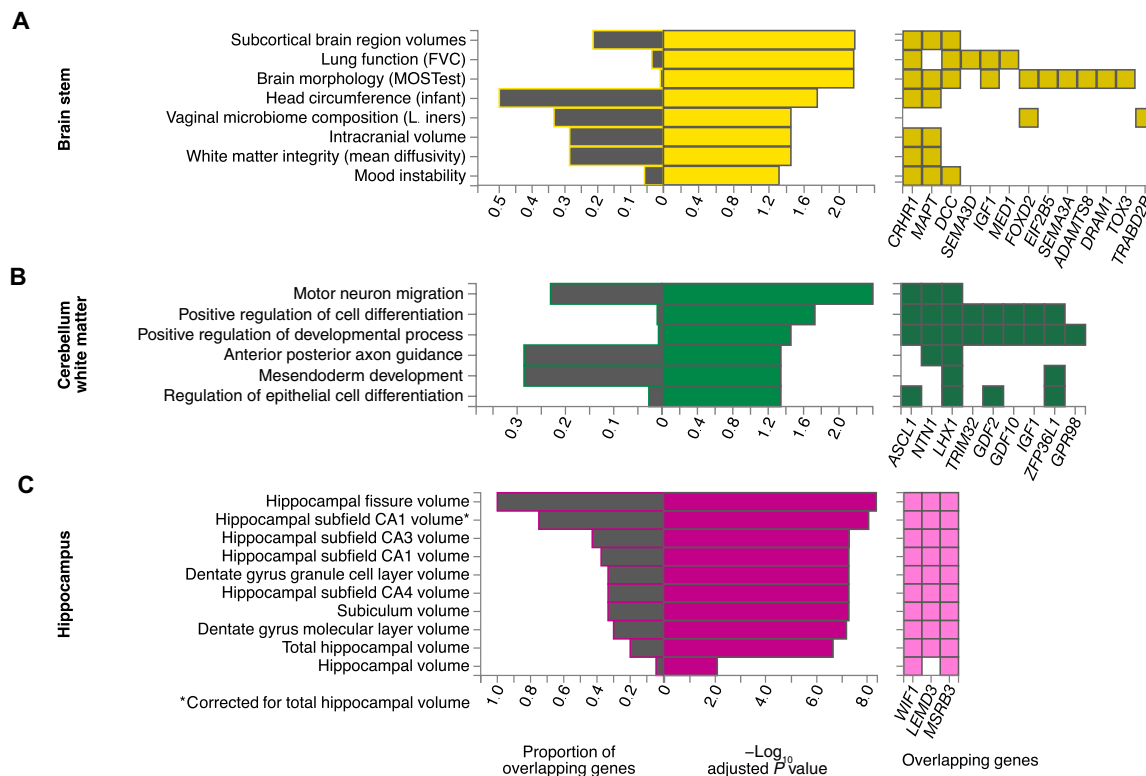 A
Brain stem
Subcortical brain region volumes
Lung function (FVC)
Brain morphology (MOSTest)
Head circumference (infant)
Vaginal microbiome composition (L. iners)
Intracranial volume
White matter integrity (mean diffusivity)
Mood instability
0.5 0.4 0.3 0.2 0.1 0 0.4 0.8 1.2 1.6 2.0
CRHR1 MAPT DCC SEMA3D IGF1 MED1 FOXD2 EIF2B5 SEMA3A ADAMTS8 DRAM1 TOX3
B
Cerebellum
white matter
Motor neuron migration
Positive regulation of cell differentiation
Positive regulation of developmental process
Anterior posterior axon guidance
Mesendoderm development
Regulation of epithelial cell differentiation
0.3 0.2 0.1 0 0.4 0.8 1.2 1.6 2.0
ASCL1 NTN1 LHX1 TRIM32 GDF2 GDF10 IGF1 ZFP36L1 GPR98
C
Hippocampus
Hippocampal fissure volume
Hippocampal subfield CA1 volume*
Hippocampal subfield CA3 volume
Hippocampal subfield CA1 volume
Dentate gyrus granule cell layer volume
Hippocampal subfield CA4 volume
Subiculum volume
Dentate gyrus molecular layer volume
Total hippocampal volume
Hippocampal volume
1.0 0.8 0.6 0.4 0.2 0 2.0 4.0 6.0 8.0
WIF1 LEMD3 MSRB3
*Corrected for total hippocampal volume
Proportion of
overlapping genes
–Log10
adjusted P value
Overlapping genes